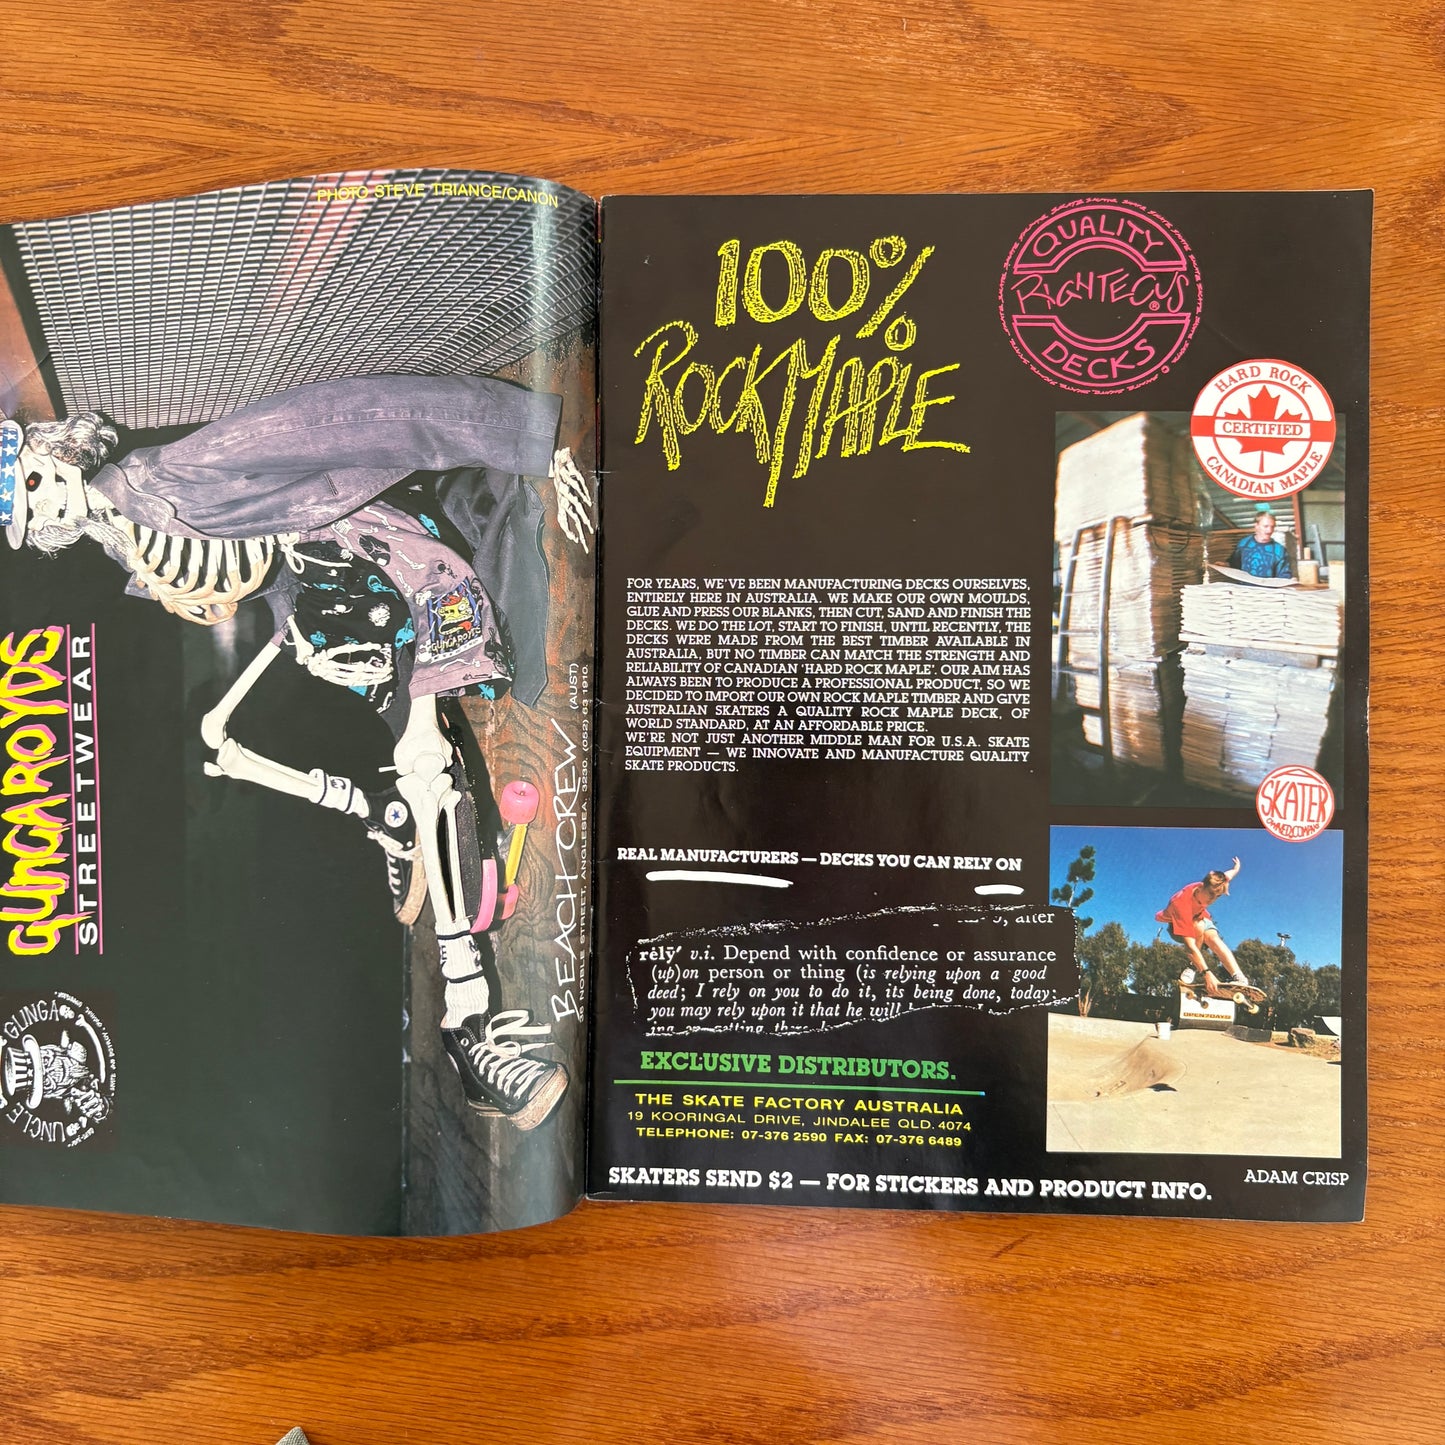 PHOTO STEVE TRIANCE/CANON
GUNGAROYDS
STREETWEAR
GUNGAROYDS
BEACH CREW (AUST)
UNCLE GUNGA
100%
ROCK MAPLE
QUALITY
RIGHTEOUS
®
DECKS
©
HARD ROCK
CERTIFIED
CANADIAN MAPLE
FOR YEARS, WE'VE BEEN MANUFACTURING DECKS OURSELVES,
ENTIRELY HERE IN AUSTRALIA. WE MAKE OUR OWN MOULDS,
GLUE AND PRESS OUR BLANKS, THEN CUT, SAND AND FINISH THE
DECKS. WE DO THE LOT, START TO FINISH, UNTIL RECENTLY, THE
DECKS WERE MADE FROM THE BEST TIMBER AVAILABLE IN
AUSTRALIA, BUT NO TIMBER CAN MATCH THE STRENGTH AND
RELIABILITY OF CANADIAN 'HARD ROCK MAPLE'. OUR AIM HAS
ALWAYS BEEN TO PRODUCE A PROFESSIONAL PRODUCT, SO WE
DECIDED TO IMPORT OUR OWN ROCK MAPLE TIMBER AND GIVE
AUSTRALIAN SKATERS A QUALITY ROCK MAPLE DECK, OF
WORLD STANDARD, AT AN AFFORDABLE PRICE.
WE'RE NOT JUST ANOTHER MIDDLE MAN FOR U.S.A. SKATE
EQUIPMENT — WE INNOVATE AND MANUFACTURE QUALITY
SKATE PRODUCTS.
SKATER
REAL MANUFACTURERS — DECKS YOU CAN RELY ON
after
rėlȳ′ v.i. Depend with confidence or assurance
(up)on person or thing (is relying upon a good
deed; I rely on you to do it, its being done, today;
you may rely upon it that he will
OPEN 7 DAYS
EXCLUSIVE DISTRIBUTORS.
THE SKATE FACTORY AUSTRALIA
19 KOORINGAL DRIVE, JINDALEE QLD. 4074
TELEPHONE: 07-376 2590 FAX: 07-376 6489
SKATERS SEND $2 — FOR STICKERS AND PRODUCT INFO.
ADAM CRISP